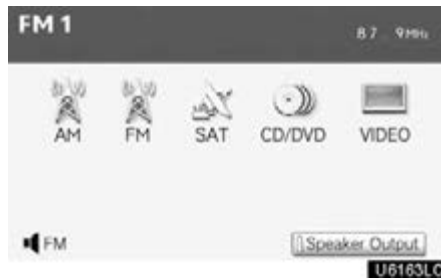 FM 1
87 9MHz
AM FM SAT CD/DVD VIDEO
FM Speaker Output
U6163LC